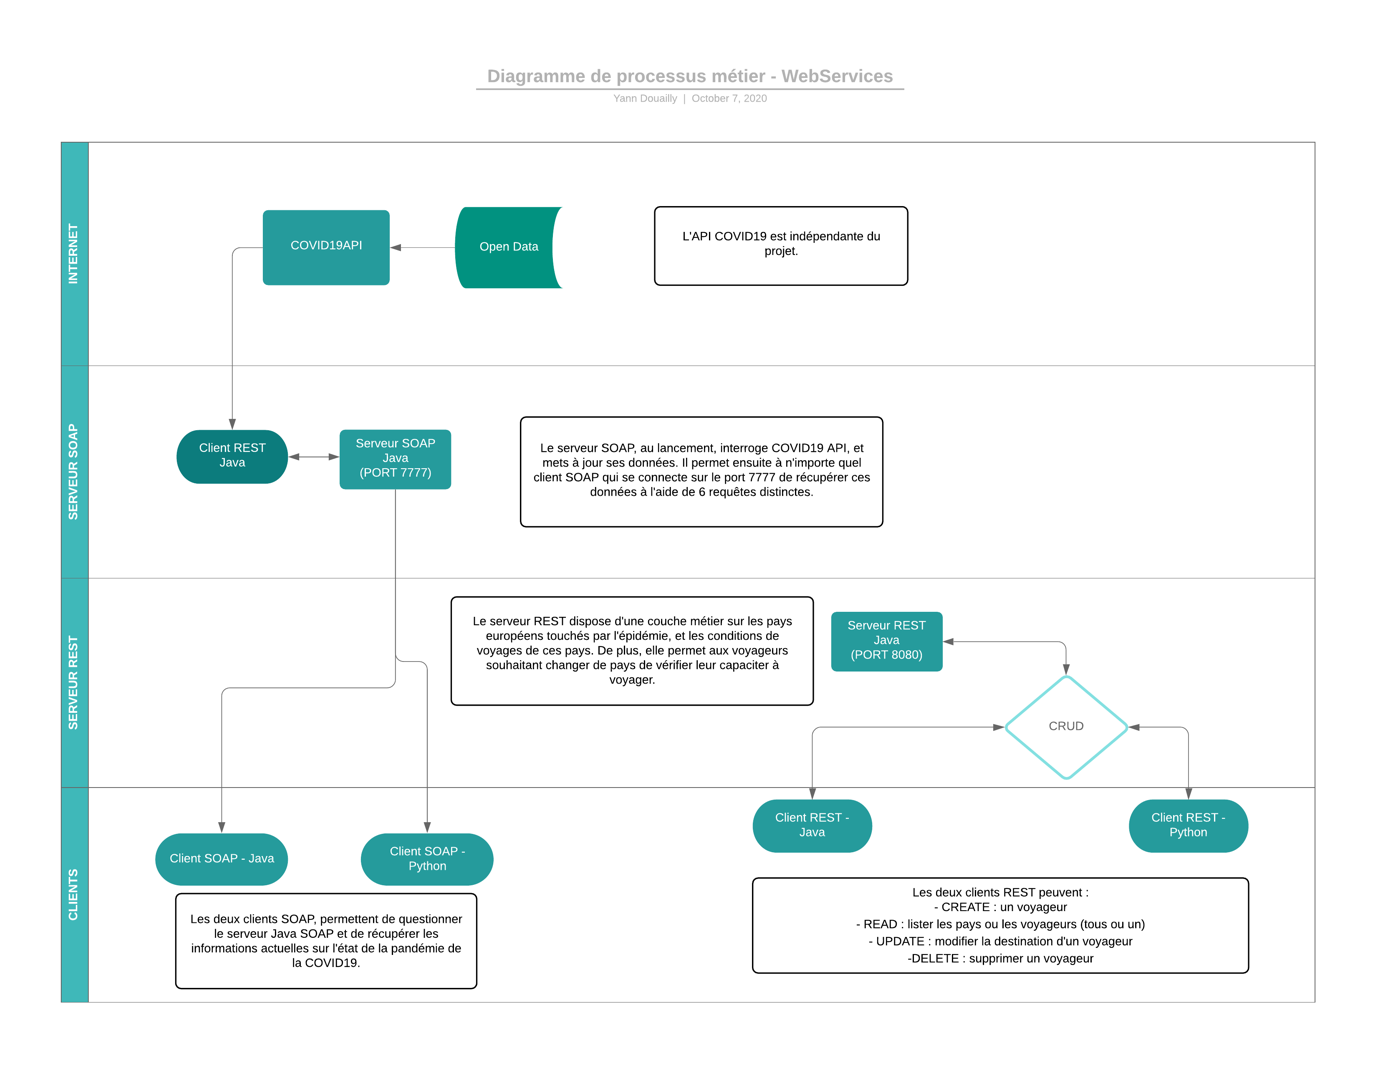 Diagramme de processus métier - WebServices
Yann Douailly | October 7, 2020
INTERNET
COVID19API
Open Data
L'API COVID19 est indépendante du
projet.
SERVEUR SOAP
Client REST
Java
Serveur SOAP
Java
(PORT 7777)
Le serveur SOAP, au lancement, interroge COVID19 API, et
mets à jour ses données. Il permet ensuite à n'importe quel
client SOAP qui se connecte sur le port 7777 de récupérer ces
données à l'aide de 6 requêtes distinctes.
SERVEUR REST
Le serveur REST dispose d'une couche métier sur les pays
européens touchés par l'épidémie, et les conditions de
voyages de ces pays. De plus, elle permet aux voyageurs
souhaitant changer de pays de vérifier leur capaciter à
voyager.
Serveur REST
Java
(PORT 8080)
CRUD
CLIENTS
Client SOAP - Java
Client SOAP -
Python
Client REST -
Java
Client REST -
Python
Les deux clients SOAP, permettent de questionner
le serveur Java SOAP et de récupérer les
informations actuelles sur l'état de la pandémie de
la COVID19.
Les deux clients REST peuvent :
- CREATE : un voyageur
- READ : lister les pays ou les voyageurs (tous ou un)
- UPDATE : modifier la destination d'un voyageur
-DELETE : supprimer un voyageur